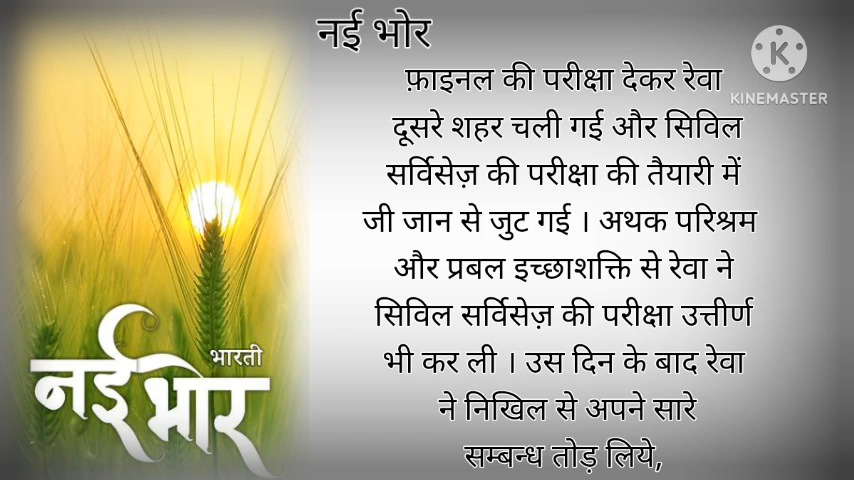 नई भोर
फ़ाइनल की परीक्षा देकर रेवा
दूसरे शहर चली गई और सिविल
सर्विसेज़ की परीक्षा की तैयारी में
जी जान से जुट गई । अथक परिश्रम
और प्रबल इच्छाशक्ति से रेवा ने
सिविल सर्विसेज़ की परीक्षा उत्तीर्ण
भी कर ली । उस दिन के बाद रेवा
ने निखिल से अपने सारे
सम्बन्ध तोड़ लिये,
K
KINEMASTER
भारती
नई
भोर